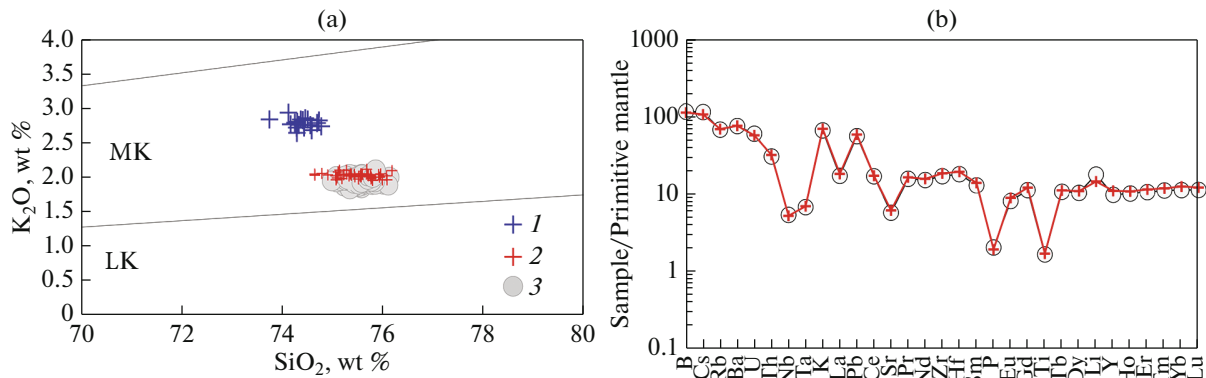 (a)
4.0
3.5
3.0
2.5
2.0
1.5
1.0
0.5
0
K₂O, wt %
MK
LK
1
2
3
70
72
74
76
78
80
SiO₂, wt %
(b)
1000
100
10
1
0.1
Sample/Primitive mantle
B
Cs
Rb
Ba
U
Th
Nb
Ta
K
La
Pb
Ce
Sr
Pr
Nd
Zr
Hf
Sm
P
Eu
Gd
Ti
Tb
Dy
Li
Y
Ho
Er
Tm
Yb
Lu